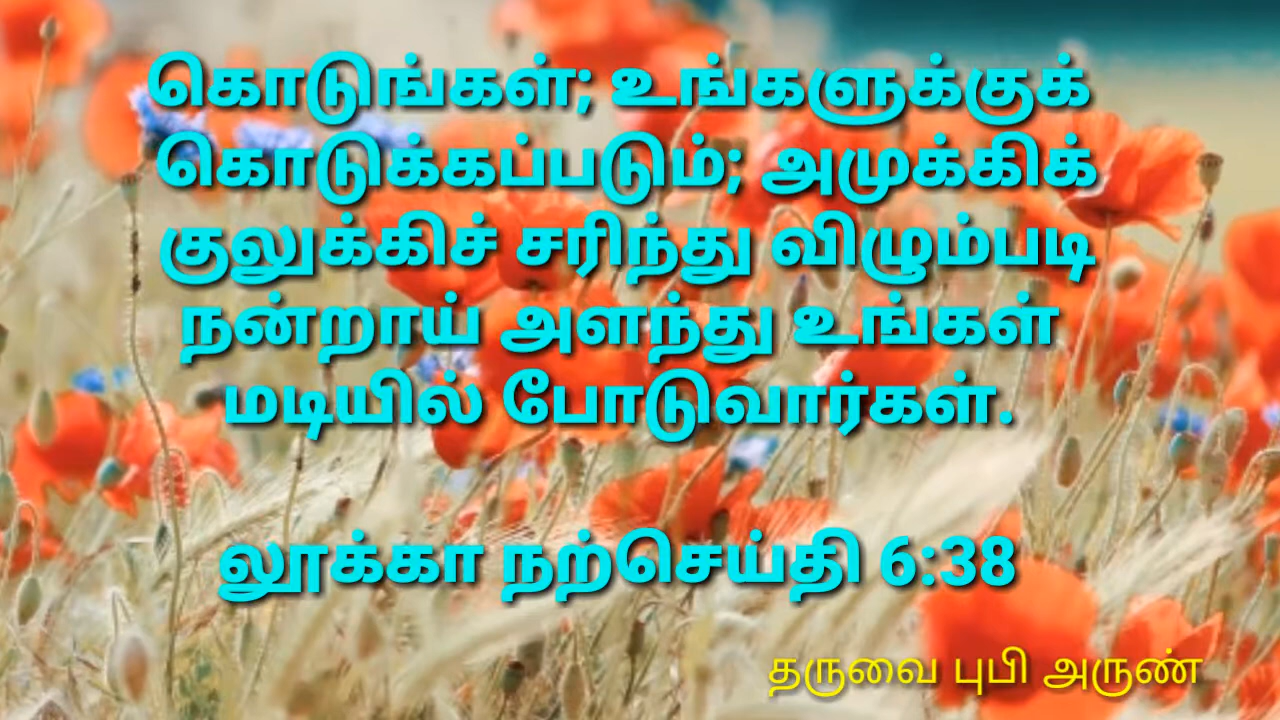 கொடுங்கள்; உங்களுக்குக்
கொடுக்கப்படும்; அமுக்கிக்
குலுக்கிச் சரிந்து விழும்படி
நன்றாய் அளந்து உங்கள்
மடியில் போடுவார்கள்.
லூக்கா நற்செய்தி 6:38
தருவை புபி அருண்